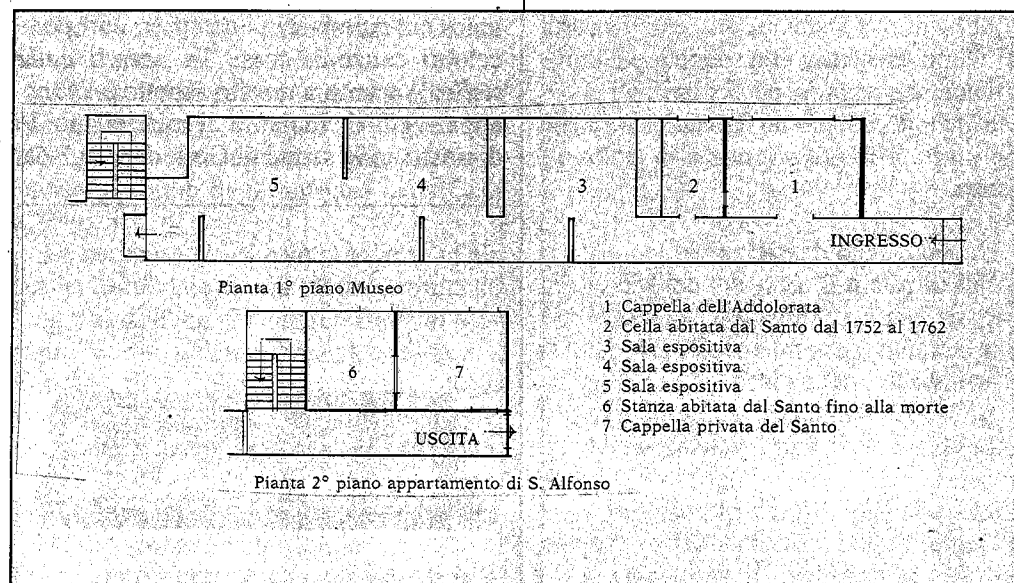 5
4
3
2
1
INGRESSO
Pianta 1° piano Museo
1 Cappella dell'Addolorata
2 Cella abitata dal Santo dal 1752 al 1762
3 Sala espositiva
4 Sala espositiva
5 Sala espositiva
6 Stanza abitata dal Santo fino alla morte
7 Cappella privata del Santo
6
7
USCITA
Pianta 2° piano appartamento di S. Alfonso